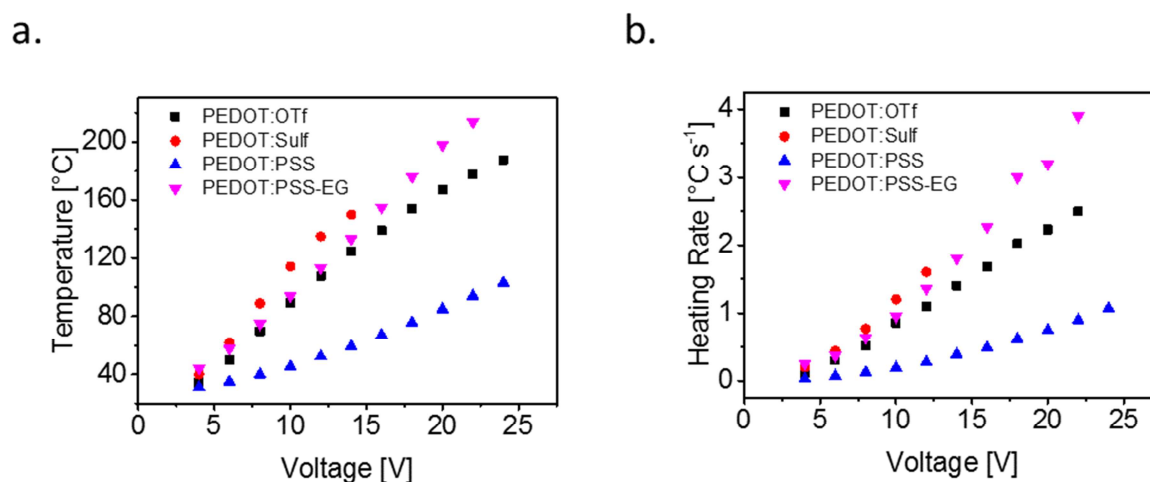 a.
PEDOT:OTf
PEDOT:Sulf
PEDOT:PSS
PEDOT:PSS-EG
200
160
120
80
40
Temperature [°C]
0 5 10 15 20 25
Voltage [V]
b.
PEDOT:OTf
PEDOT:Sulf
PEDOT:PSS
PEDOT:PSS-EG
4
3
2
1
0
Heating Rate [°C s⁻¹]
0 5 10 15 20 25
Voltage [V]